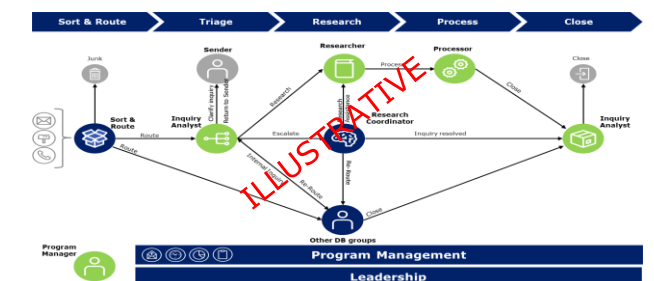 Sort & Route
Triage
Research
Process
Close
Junk
Sender
Researcher
Processor
Close
Clarify inquiry
Return to Sender
Research
Process
Close
Sort &
Route
Inquiry
Analyst
Research
Coordinator
Inquiry
Analyst
Route
Escalate
Inquiry resolved
Route
Internal Inquiry
Re-Route
Re-Route
Close
Other DB groups
ILLUSTRATIVE
Program
Manager
Program Management
Leadership